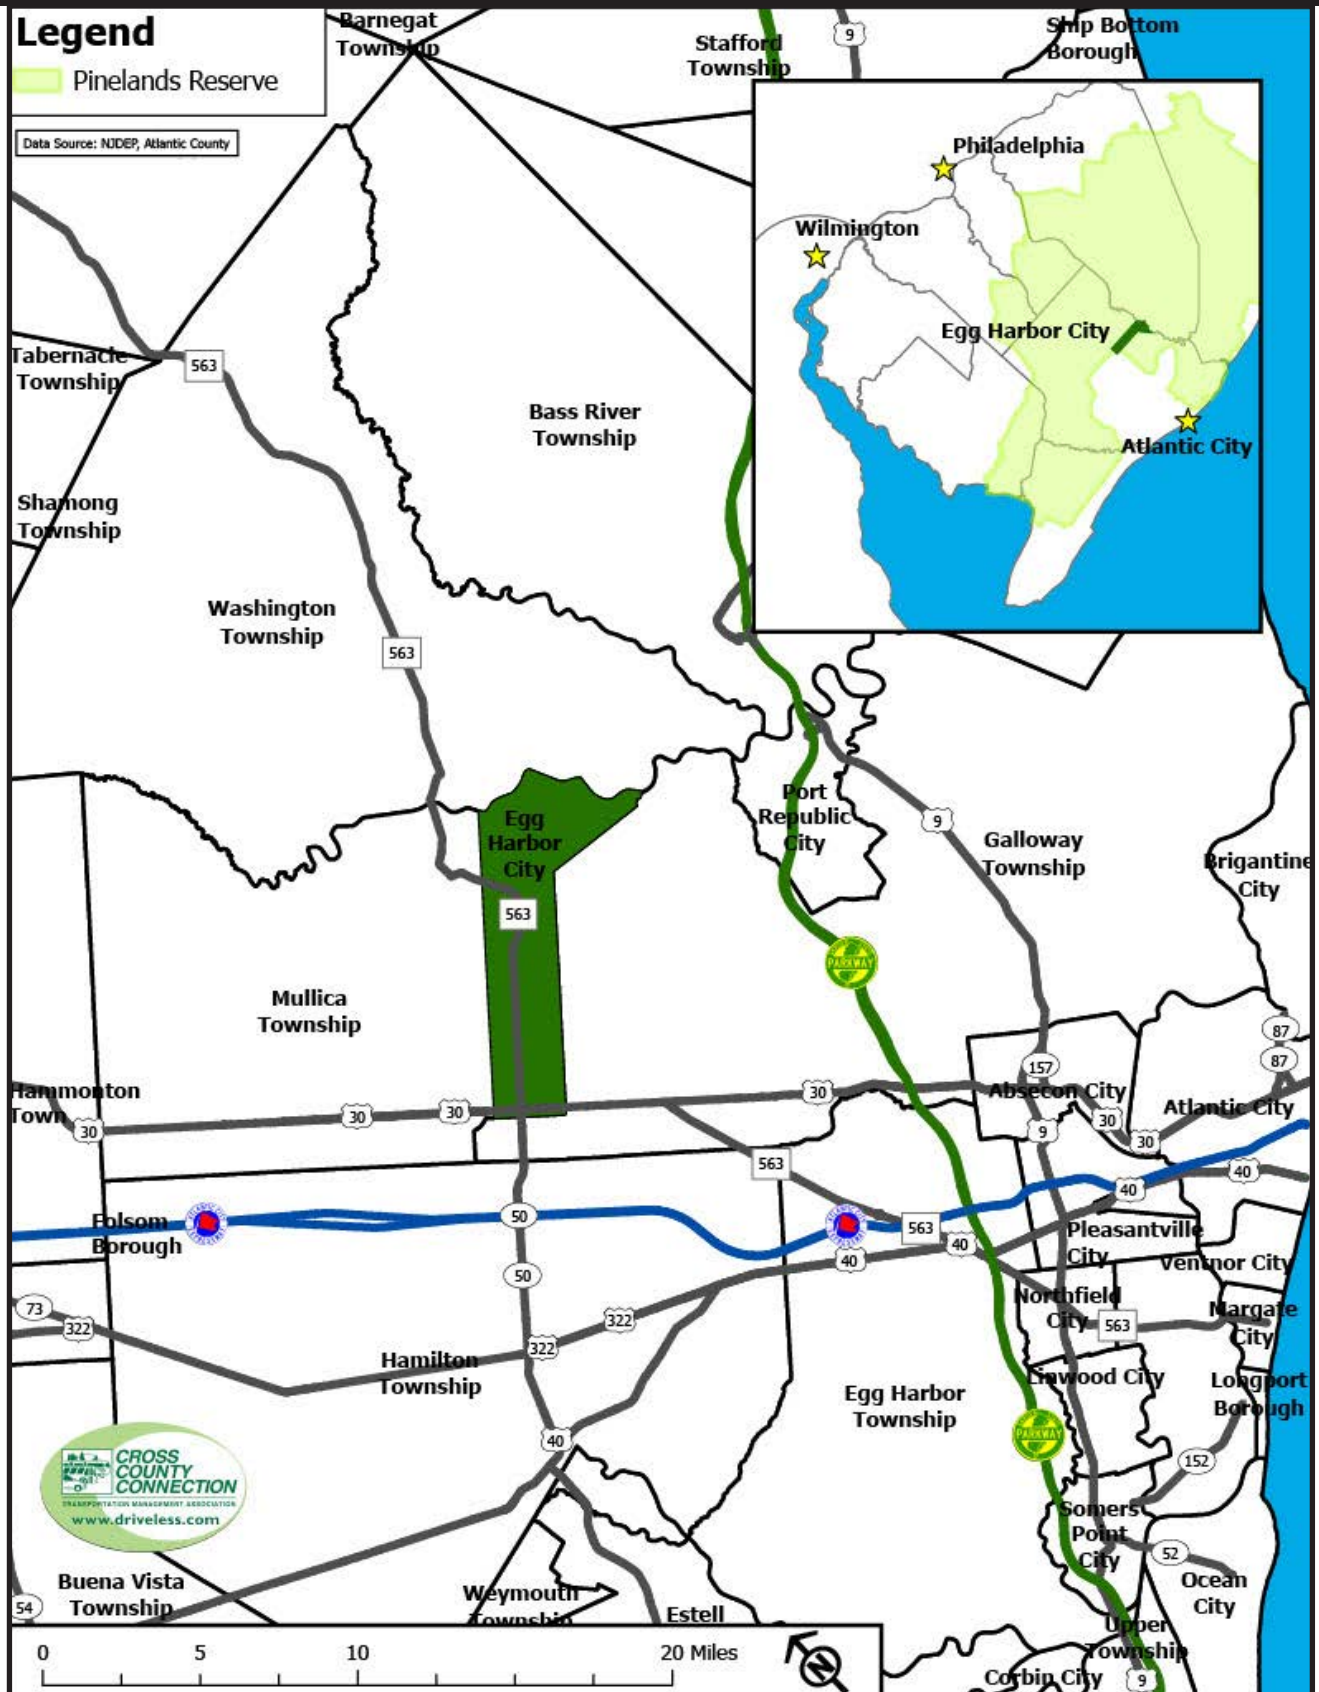 Legend
Pinelands Reserve
Data Source: NJDEP, Atlantic County
Barnegat
Township
Stafford
Township
9
Ship Bottom
Borough
Philadelphia
Wilmington
Egg Harbor City
Atlantic City
Tabernacle
Township
563
Bass River
Township
Shamong
Township
Washington
Township
563
Port
Republic
City
Egg
Harbor
City
9
Galloway
Township
Brigantine
City
563
PARKWAY
Mullica
Township
87
87
157
Hammonton
Town
30
30
30
30
Absecon City
Atlantic City
30
9
30
563
40
40
Folsom
Borough
50
563
40
40
Pleasantville
City
Ventnor City
50
73
322
322
322
Northfield
City
563
Margate
City
Hamilton
Township
Linwood City
Longport
Borough
Egg Harbor
Township
PARKWAY
40
152
CROSS
COUNTY
CONNECTION
TRANSPORTATION MANAGEMENT ASSOCIATION
www.driveless.com
Somers
Point
City
52
Ocean
City
Buena Vista
Township
54
Weymouth
Township
Estell
Upper
Township
Corbin City
9
0 5 10 20 Miles
N